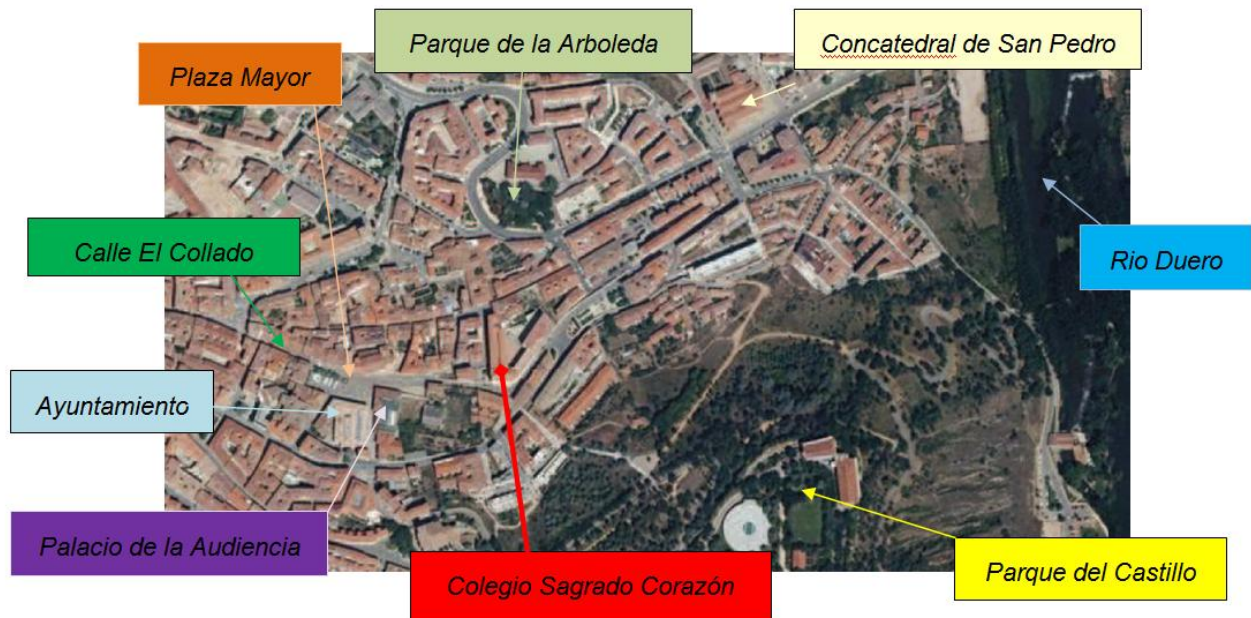 Parque de la Arboleda
Concatedral de San Pedro
Plaza Mayor
Calle El Collado
Rio Duero
Ayuntamiento
Palacio de la Audiencia
Colegio Sagrado Corazón
Parque del Castillo